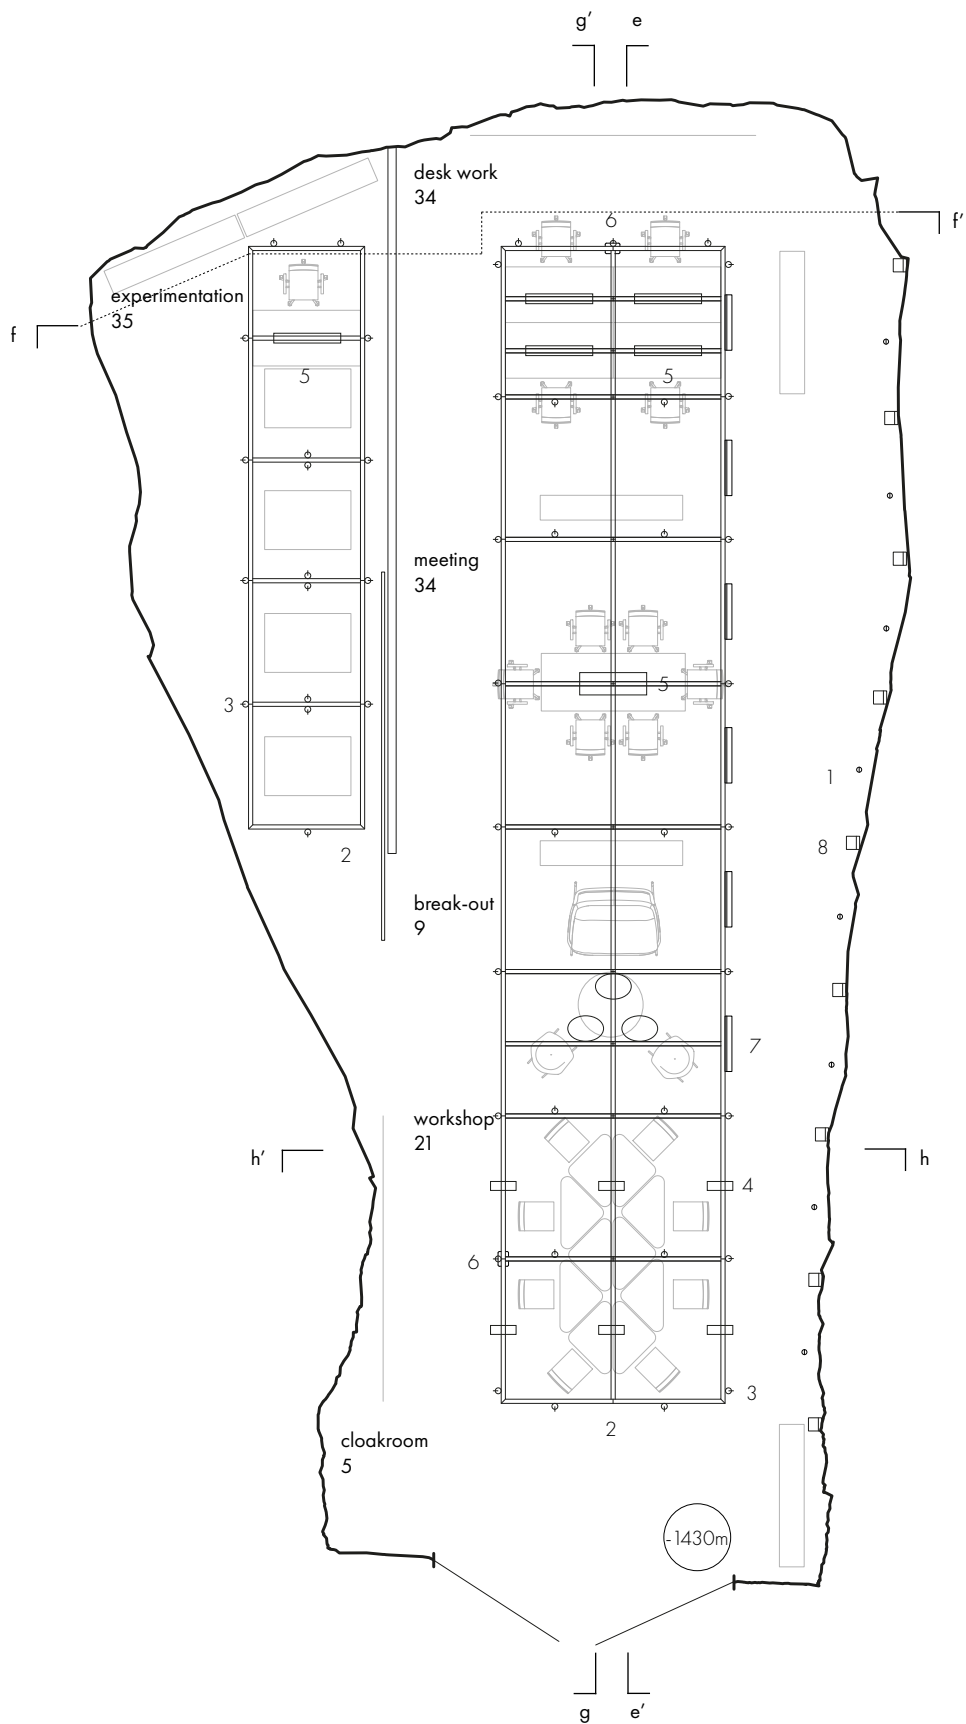 g’ e
desk work
34
6
f’
experimentation
35
f
5
5
meeting
34
5
3
1
8
2
break-out
9
7
workshop
21
h’
h
4
6
3
2
cloakroom
5
-1430m
g e’